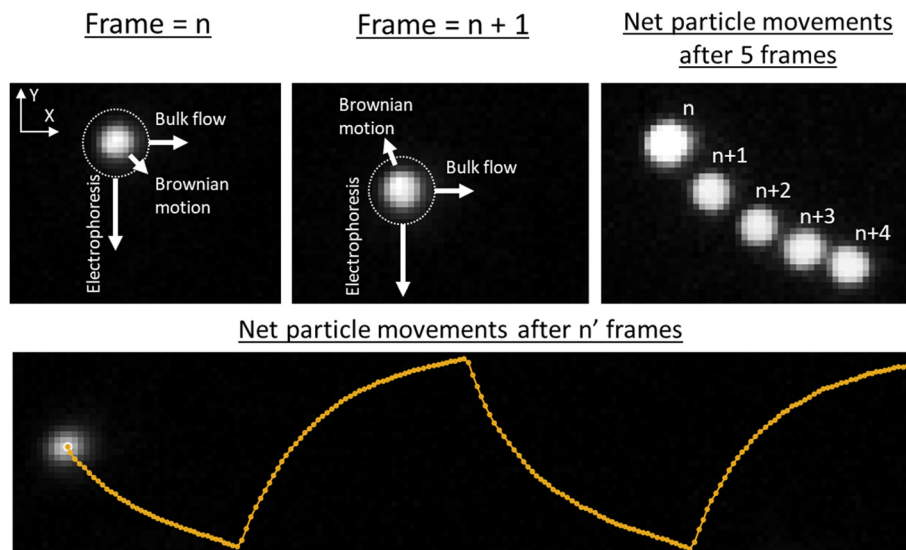 Frame = n
Frame = n + 1
Net particle movements
after 5 frames
Y
X
Bulk flow
Brownian
motion
Electrophoresis
Brownian
motion
Bulk flow
Electrophoresis
n
n+1
n+2
n+3
n+4
Net particle movements after n’ frames